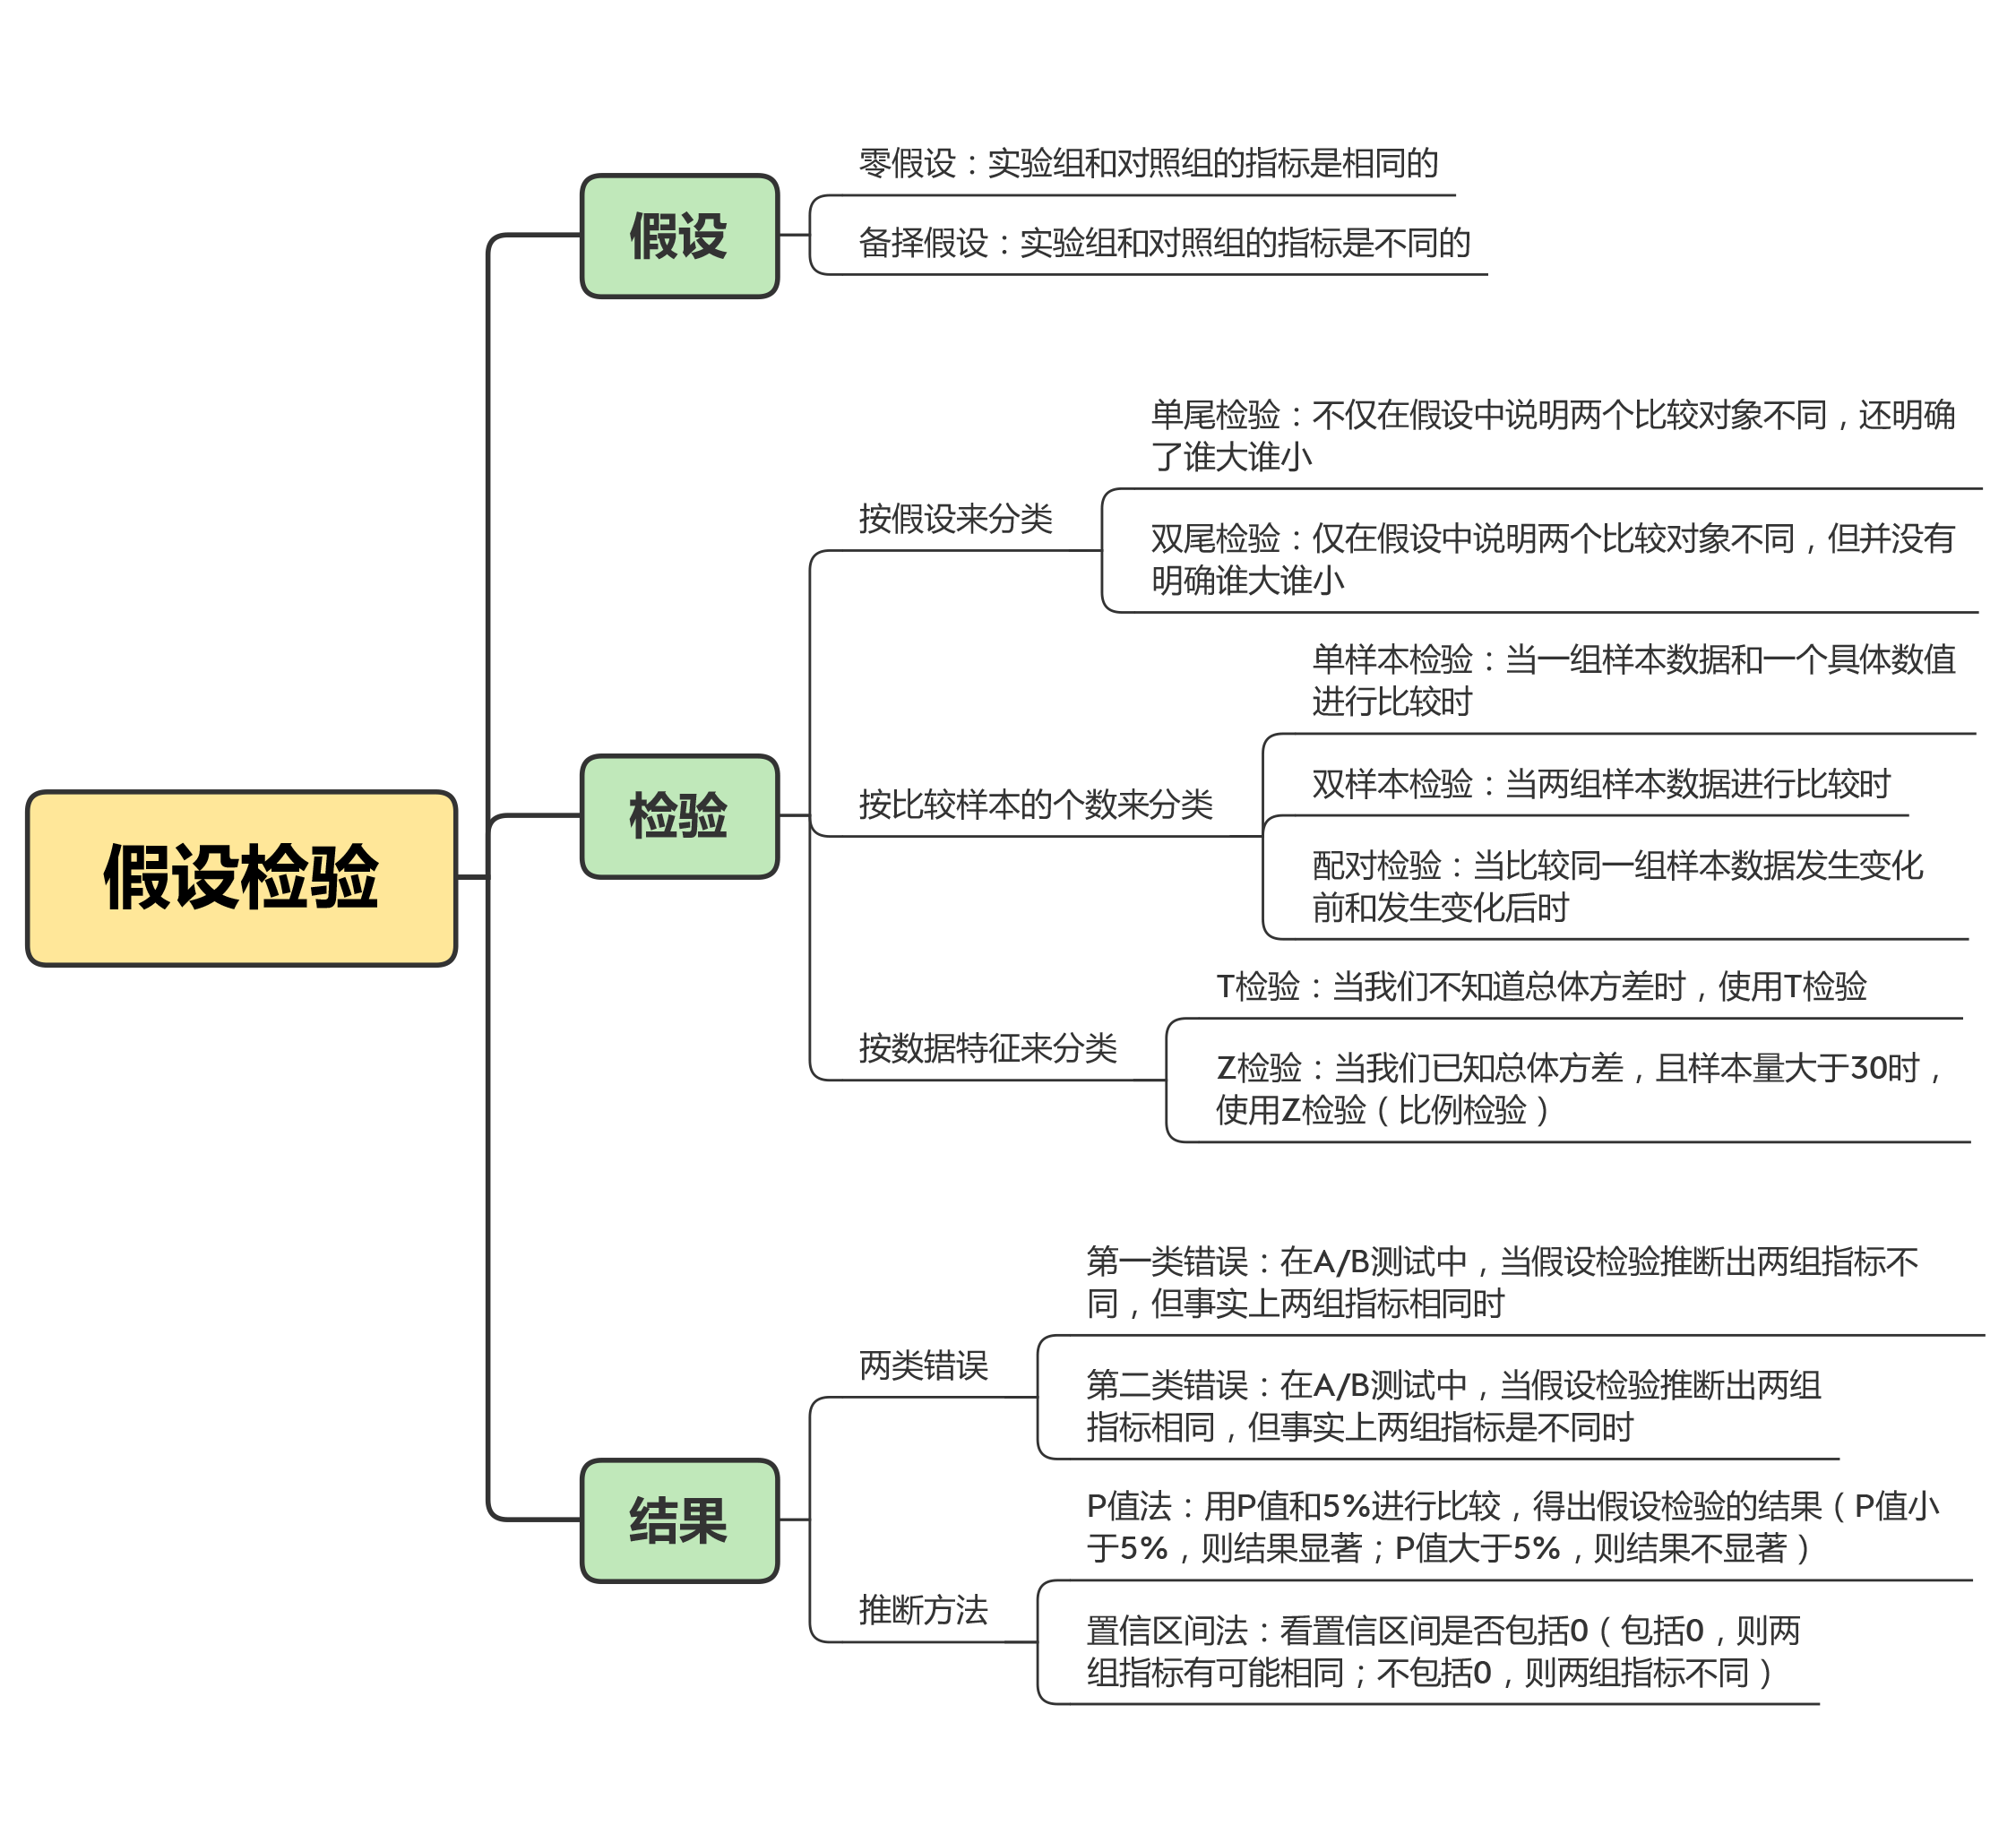 假设检验
假设
零假设：实验组和对照组的指标是相同的
备择假设：实验组和对照组的指标是不同的
检验
按假设来分类
单尾检验：不仅在假设中说明两个比较对象不同，还明确
了谁大谁小
双尾检验：仅在假设中说明两个比较对象不同，但并没有
明确谁大谁小
按比较样本的个数来分类
单样本检验：当一组样本数据和一个具体数值
进行比较时
双样本检验：当两组样本数据进行比较时
配对检验：当比较同一组样本数据发生变化
前和发生变化后时
按数据特征来分类
T检验：当我们不知道总体方差时，使用T检验
Z检验：当我们已知总体方差，且样本量大于30时，
使用Z检验（比例检验）
结果
两类错误
第一类错误：在A/B测试中，当假设检验推断出两组指标不
同，但事实上两组指标相同时
第二类错误：在A/B测试中，当假设检验推断出两组
指标相同，但事实上两组指标是不同时
推断方法
P值法：用P值和5%进行比较，得出假设检验的结果（P值小
于5%，则结果显著；P值大于5%，则结果不显著）
置信区间法：看置信区间是否包括0（包括0，则两
组指标有可能相同；不包括0，则两组指标不同）